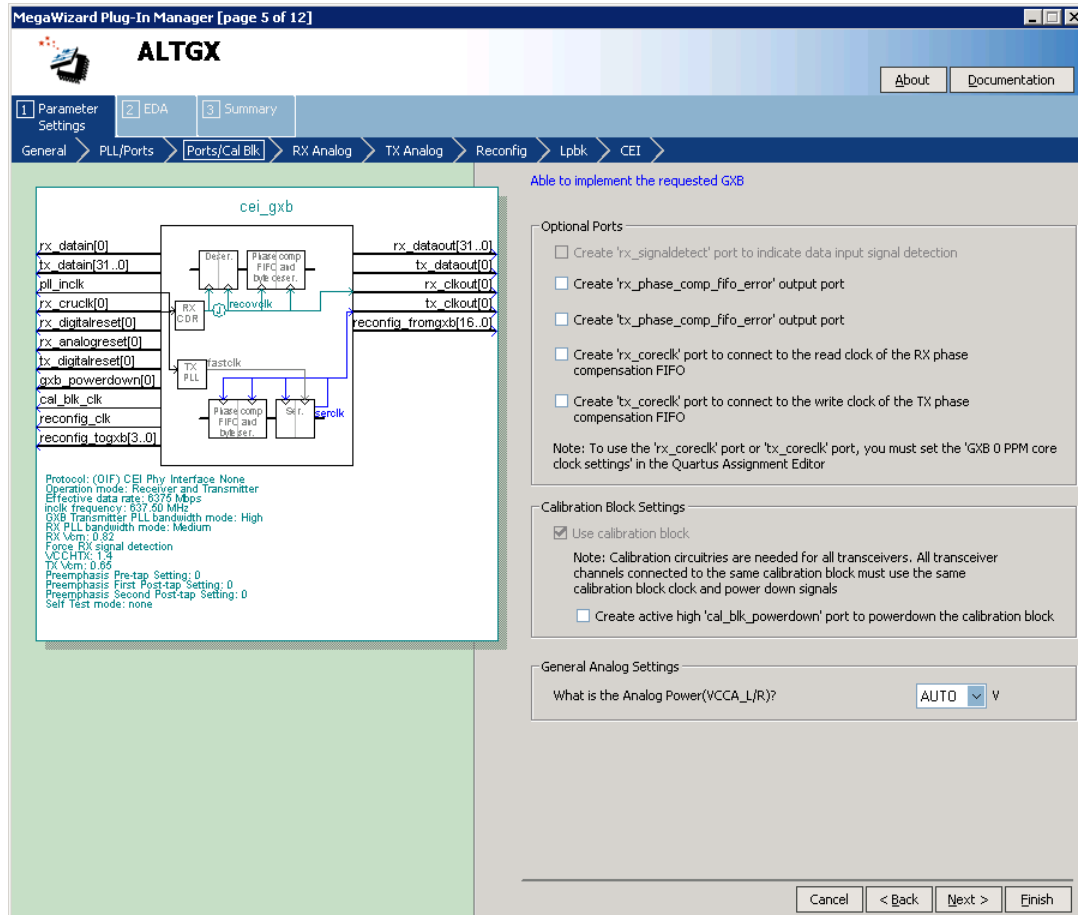 MegaWizard Plug-In Manager [page 5 of 12]
ALTGX
About
Documentation
1 Parameter Settings
2 EDA
3 Summary
General
PLL/Ports
Ports/Cal Blk
RX Analog
TX Analog
Reconfig
Lpbk
CEI
cei_gxb
rx_datain[0]
tx_datain[31..0]
pll_inclk
rx_cruclk[0]
rx_digitalreset[0]
rx_analogreset[0]
tx_digitalreset[0]
gxb_powerdown[0]
cal_blk_clk
reconfig_clk
reconfig_togxb[3..0]
Deser.
Phase comp
FIFO and
byte deser.
RX
CDR
recovclk
TX
PLL
fastclk
Phase comp
FIFO and
byte ser.
Ser.
serclk
rx_dataout[31..0]
tx_dataout[0]
rx_clkout[0]
tx_clkout[0]
reconfig_fromgxb[16..0]
Protocol: (OIF) CEI Phy Interface None
Operation mode: Receiver and Transmitter
Effective data rate: 6375 Mbps
inclk frequency: 637.50 MHz
GXB Transmitter PLL bandwidth mode: High
RX PLL bandwidth mode: Medium
RX Vcm: 0.82
Force RX signal detection
VCCHTX: 1.4
TX Vcm: 0.65
Preemphasis Pre-tap Setting: 0
Preemphasis First Post-tap Setting: 0
Preemphasis Second Post-tap Setting: 0
Self Test mode: none
Able to implement the requested GXB
Optional Ports
Create 'rx_signaldetect' port to indicate data input signal detection
Create 'rx_phase_comp_fifo_error' output port
Create 'tx_phase_comp_fifo_error' output port
Create 'rx_coreclk' port to connect to the read clock of the RX phase
compensation FIFO
Create 'tx_coreclk' port to connect to the write clock of the TX phase
compensation FIFO
Note: To use the 'rx_coreclk' port or 'tx_coreclk' port, you must set the 'GXB 0 PPM core
clock settings' in the Quartus Assignment Editor
Calibration Block Settings
Use calibration block
Note: Calibration circuitries are needed for all transceivers. All transceiver
channels connected to the same calibration block must use the same
calibration block clock and power down signals
Create active high 'cal_blk_powerdown' port to powerdown the calibration block
General Analog Settings
What is the Analog Power(VCCA_L/R)?
AUTO
V
Cancel
< Back
Next >
Finish